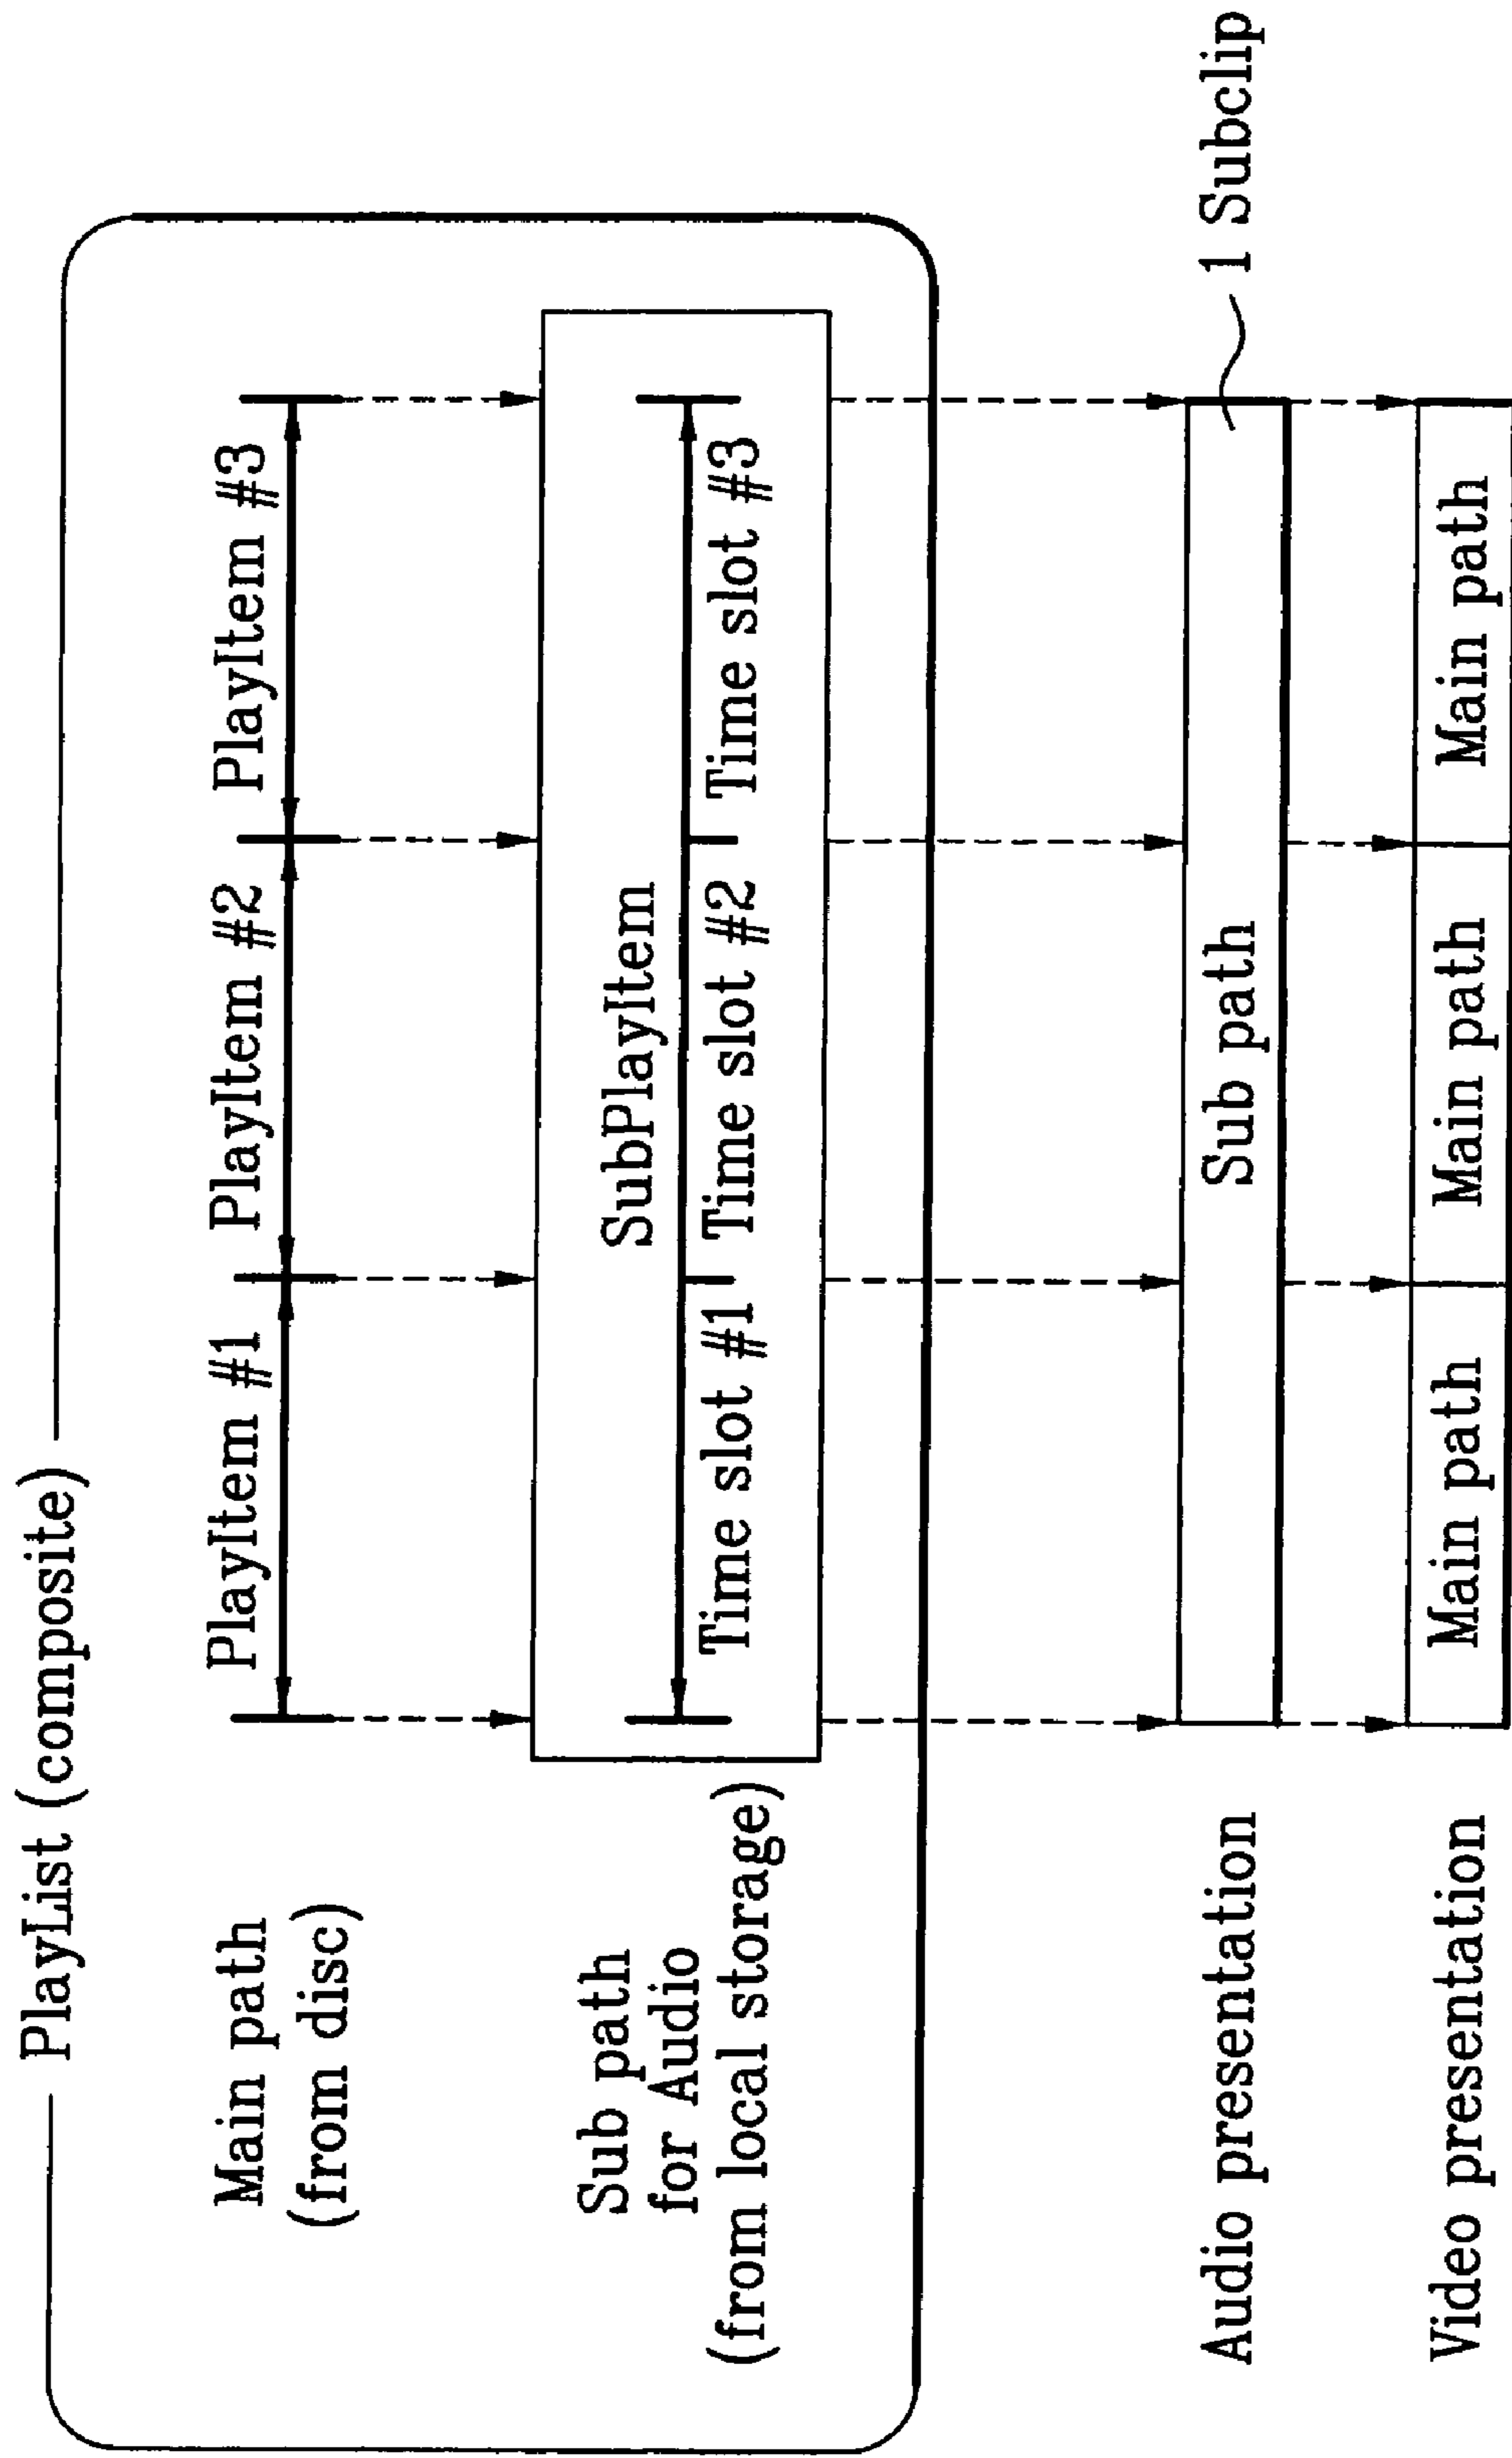 PlayList (composite)
Main path
(from disc)
PlayItem #1
PlayItem #2
PlayItem #3
Sub path
for Audio
(from local storage)
SubPlayItem
Time slot #1
Time slot #2
Time slot #3
Audio presentation
Sub path
1 Subclip
Video presentation
Main path
Main path
Main path